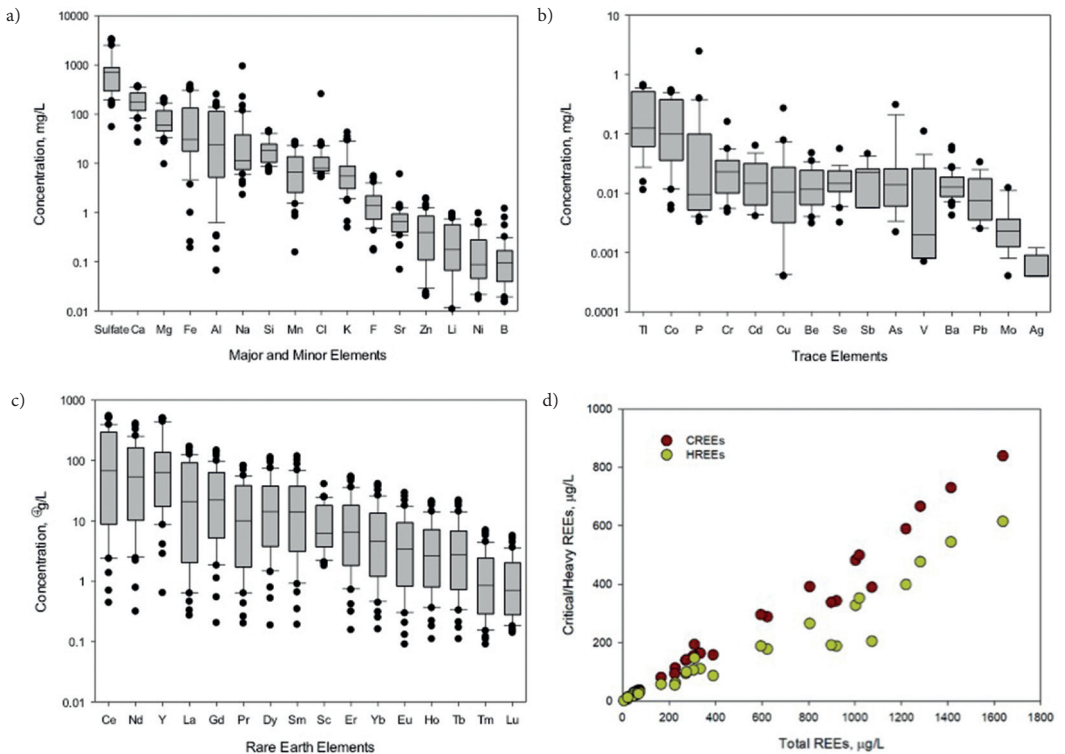 a)
10000
1000
100
10
1
0.1
0.01
Concentration, mg/L
Sulfate Ca Mg Fe Al Na Si Mn Cl K F Sr Zn Li Ni B
Major and Minor Elements
b)
10
1
0.1
0.01
0.001
0.0001
Concentration, mg/L
Tl Co P Cr Cd Cu Be Se Sb As V Ba Pb Mo Ag
Trace Elements
c)
1000
100
10
1
0.1
0.01
Concentration, ④g/L
Ce Nd Y La Gd Pr Dy Sm Sc Er Yb Eu Ho Tb Tm Lu
Rare Earth Elements
d)
1000
800
600
400
200
0
Critical/Heavy REEs, µg/L
CREEs
HREEs
0 200 400 600 800 1000 1200 1400 1600 1800
Total REEs, µg/L